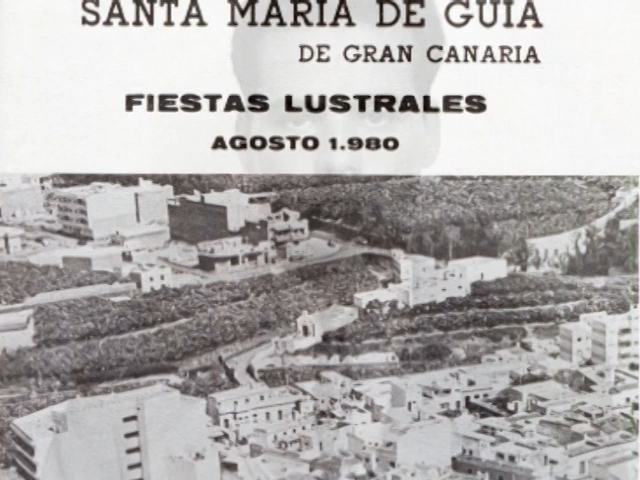 SANTA MARIA DE GUIA
DE GRAN CANARIA
FIESTAS LUSTRALES
AGOSTO 1.980